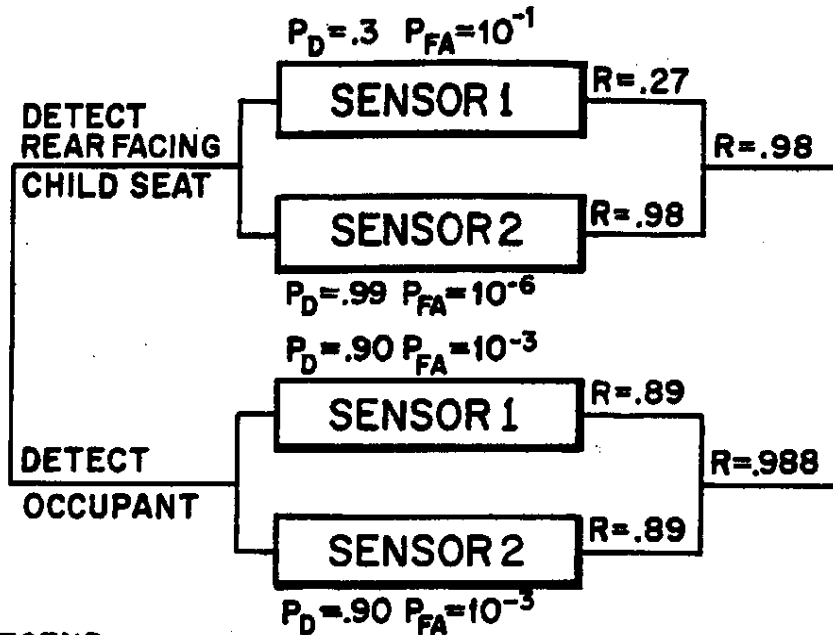 P_D=.3 P_FA=10⁻¹
SENSOR 1
R=.27
DETECT
REAR FACING
CHILD SEAT
R=.98
SENSOR 2
R=.98
P_D=.99 P_FA=10⁻⁶
P_D=.90 P_FA=10⁻³
SENSOR 1
R=.89
DETECT
OCCUPANT
R=.988
SENSOR 2
R=.89
P_D=.90 P_FA=10⁻³